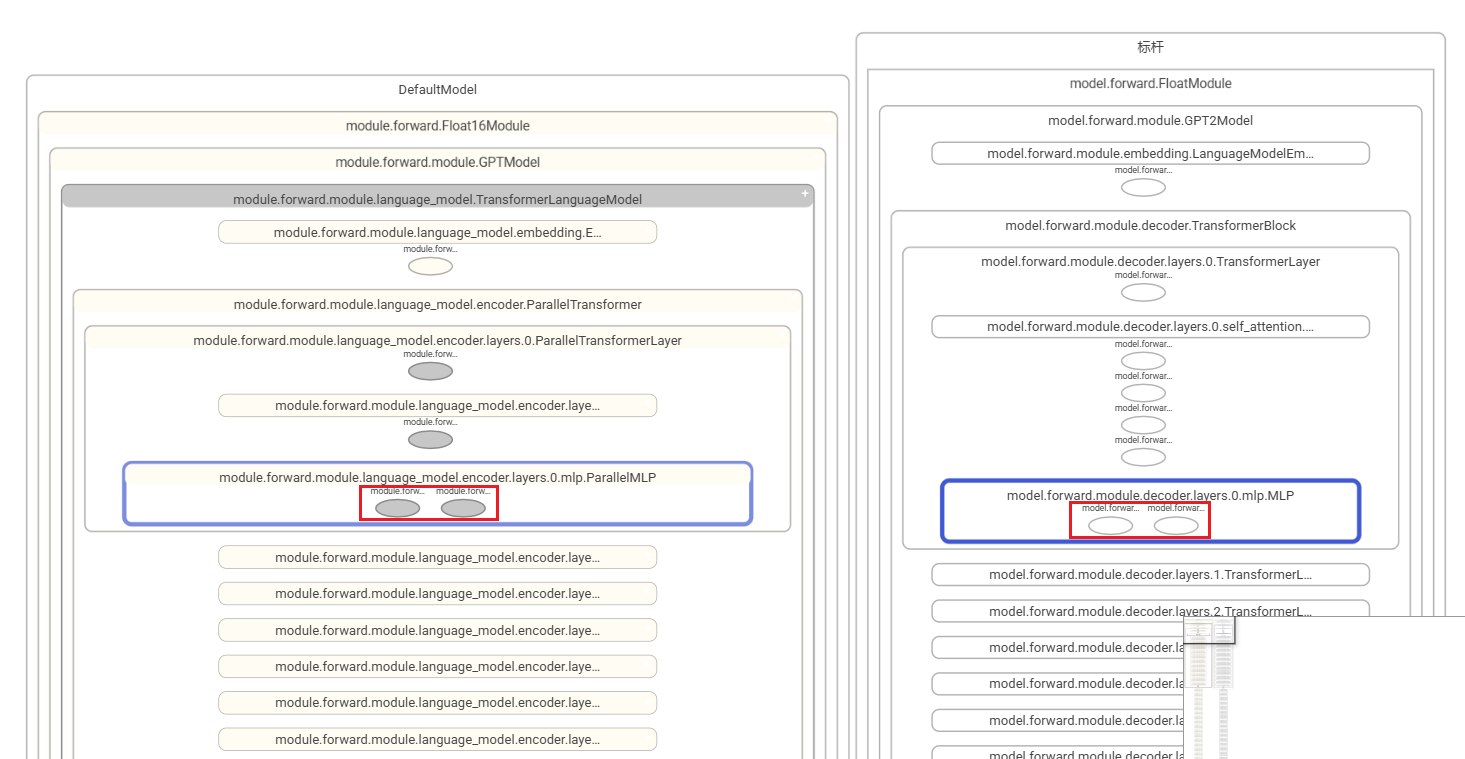 DefaultModel
module.forward.Float16Module
module.forward.module.GPTModel
module.forward.module.language_model.TransformerLanguageModel
+
module.forward.module.language_model.embedding.E...
module.forw...
module.forward.module.language_model.encoder.ParallelTransformer
module.forward.module.language_model.encoder.layers.0.ParallelTransformerLayer
module.forw...
module.forward.module.language_model.encoder.laye...
module.forw...
module.forward.module.language_model.encoder.layers.0.mlp.ParallelMLP
module.forw... module.forw...
module.forward.module.language_model.encoder.laye...
module.forward.module.language_model.encoder.laye...
module.forward.module.language_model.encoder.laye...
module.forward.module.language_model.encoder.laye...
module.forward.module.language_model.encoder.laye...
module.forward.module.language_model.encoder.laye...
标杆
model.forward.FloatModule
model.forward.module.GPT2Model
model.forward.module.embedding.LanguageModelEm...
model.forwar...
model.forward.module.decoder.TransformerBlock
model.forward.module.decoder.layers.0.TransformerLayer
model.forwar...
model.forward.module.decoder.layers.0.self_attention....
model.forwar...
model.forwar...
model.forwar...
model.forwar...
model.forward.module.decoder.layers.0.mlp.MLP
model.forwar... model.forwar...
model.forward.module.decoder.layers.1.TransformerL...
model.forward.module.decoder.layers.2.TransformerL...
model.forward.module.decoder.la
model.forward.module.decoder.la
model.forward.module.decoder.la
model.forward.module.decoder.la